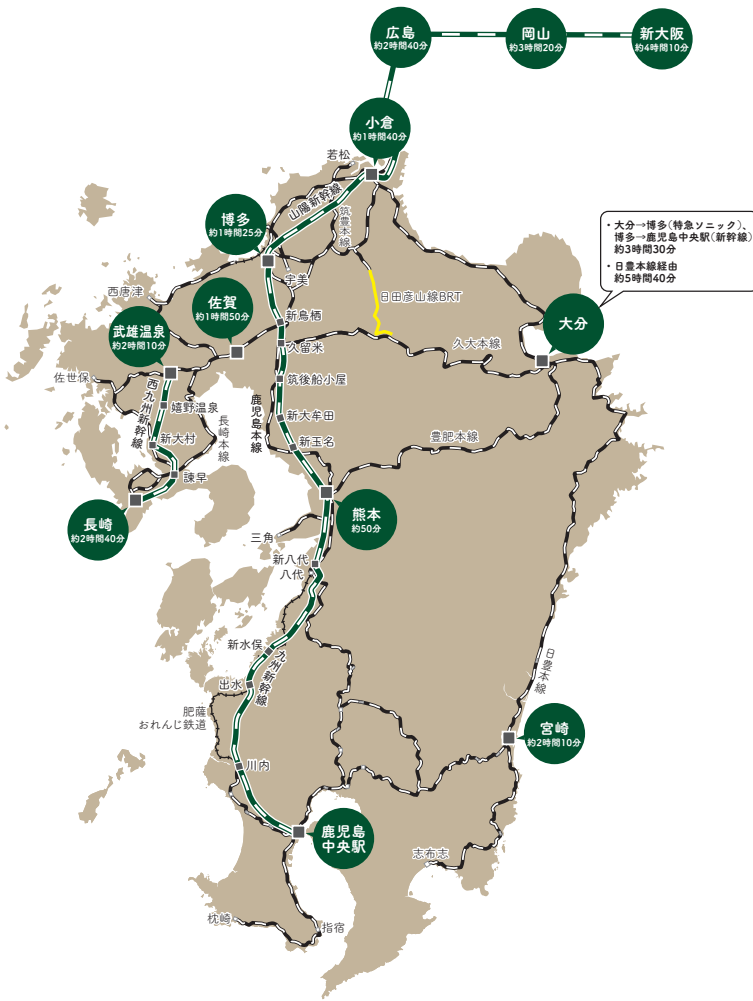 広島
約2時間40分
岡山
約3時間20分
新大阪
約4時間10分
小倉
約1時間40分
若松
山陽新幹線
筑豊本線
博多
約1時間25分
・大分→博多(特急ソニック)、
博多→鹿児島中央駅(新幹線)
約3時間30分
・日豊本線経由
約5時間40分
宇美
日田彦山線BRT
西唐津
佐賀
約1時間50分
新鳥栖
大分
武雄温泉
約2時間10分
久留米
久大本線
佐世保
筑後船小屋
西九州新幹線
嬉野温泉
長崎本線
鹿児島本線
新大牟田
新大村
新玉名
豊肥本線
諫早
長崎
約2時間40分
熊本
約50分
三角
新八代
八代
新水俣
九州新幹線
日豊本線
出水
肥薩
おれんじ鉄道
宮崎
約2時間10分
川内
鹿児島
中央駅
志布志
枕崎
指宿